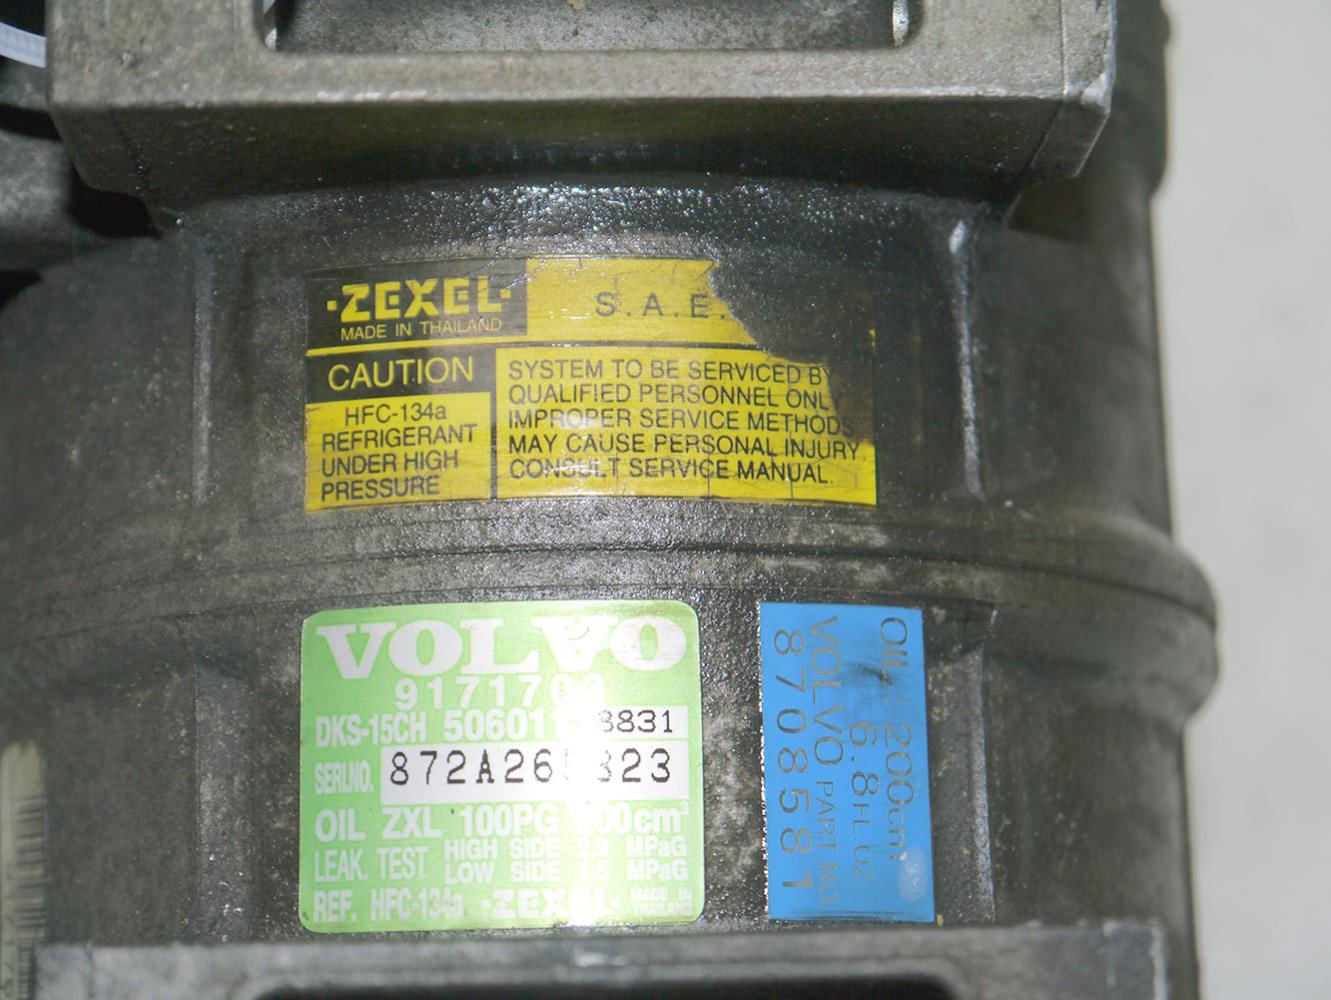 ·ZEXEL·
MADE IN THAILAND
S.A.E.
CAUTION
HFC-134a
REFRIGERANT
UNDER HIGH
PRESSURE
SYSTEM TO BE SERVICED BY
QUALIFIED PERSONNEL ONL
IMPROPER SERVICE METHODS
MAY CAUSE PERSONAL INJURY.
CONSULT SERVICE MANUAL.
VOLVO
DKS-15CH
SERI.NO.
OIL ZXL 100PG
LEAK. TEST HIGH SIDE MPaG
LOW SIDE MPaG
REF. HFC-134a ·ZEXEL· MADE IN
OIL: 200cm³
6.8FL.OZ
VOLVO PART NO
8708581